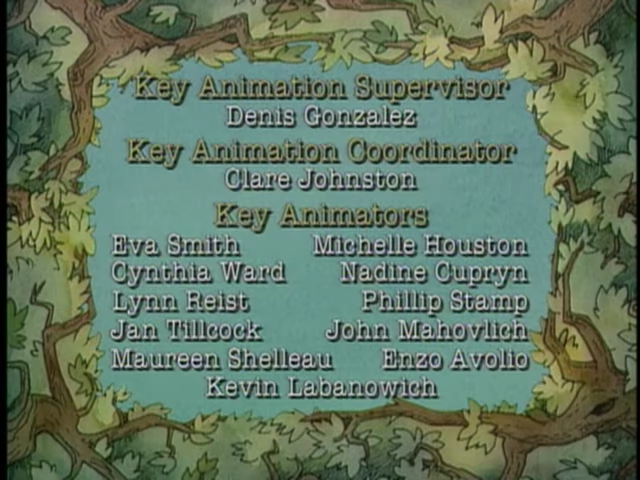 Key Animation Supervisor
Denis Gonzalez
Key Animation Coordinator
Clare Johnston
Key Animators
Eva Smith Michelle Houston
Cynthia Ward Nadine Cupryn
Lynn Reist Phillip Stamp
Jan Tillcock John Mahovlich
Maureen Shelleau Enzo Avolio
Kevin Labanowich